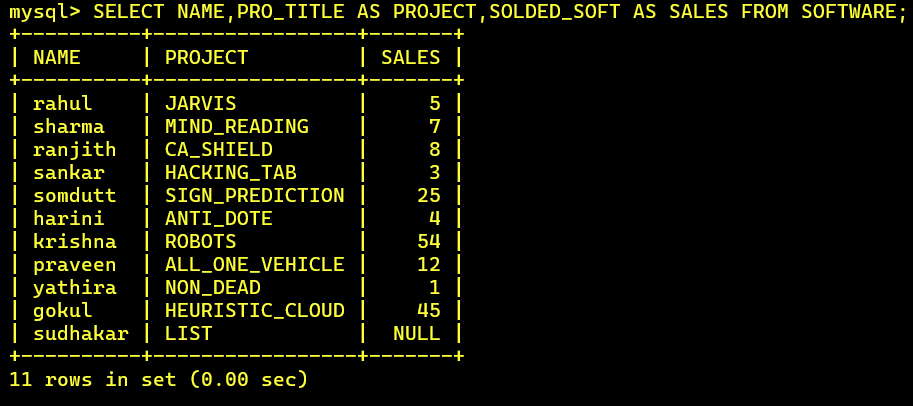 mysql> SELECT NAME,PRO_TITLE AS PROJECT,SOLDED_SOFT AS SALES FROM SOFTWARE;
+----------+-----------------+-------+
| NAME     | PROJECT         | SALES |
+----------+-----------------+-------+
| rahul    | JARVIS          |     5 |
| sharma   | MIND_READING    |     7 |
| ranjith  | CA_SHIELD       |     8 |
| sankar   | HACKING_TAB     |     3 |
| somdutt  | SIGN_PREDICTION |    25 |
| harini   | ANTI_DOTE       |     4 |
| krishna  | ROBOTS          |    54 |
| praveen  | ALL_ONE_VEHICLE |    12 |
| yathira  | NON_DEAD        |     1 |
| gokul    | HEURISTIC_CLOUD |    45 |
| sudhakar | LIST            |  NULL |
+----------+-----------------+-------+
11 rows in set (0.00 sec)